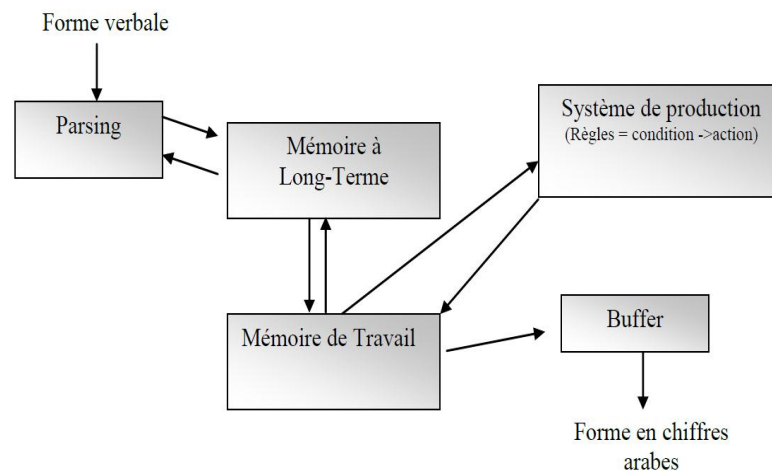 Forme verbale
Parsing
Mémoire à
Long-Terme
Système de production
(Règles = condition ->action)
Mémoire de Travail
Buffer
Forme en chiffres
arabes